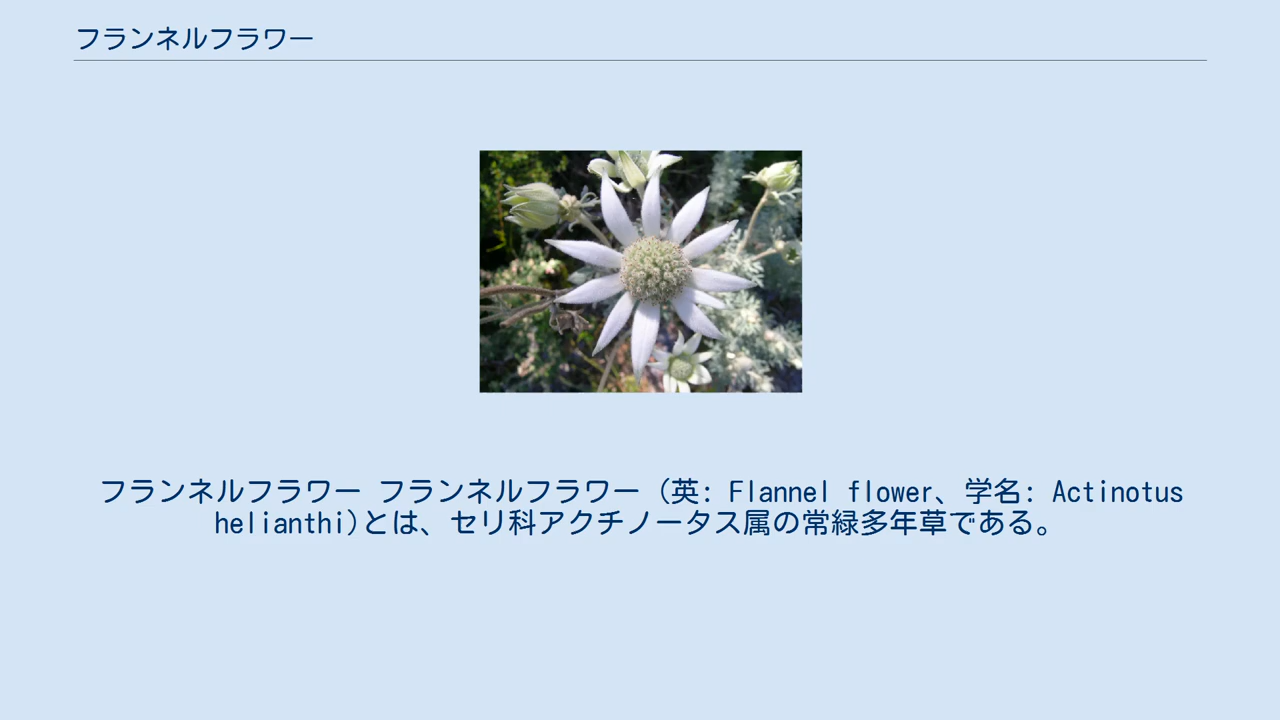 フランネルフラワー
フランネルフラワー フランネルフラワー（英: Flannel flower、学名: Actinotus
helianthi)とは、セリ科アクチノータス属の常緑多年草である。